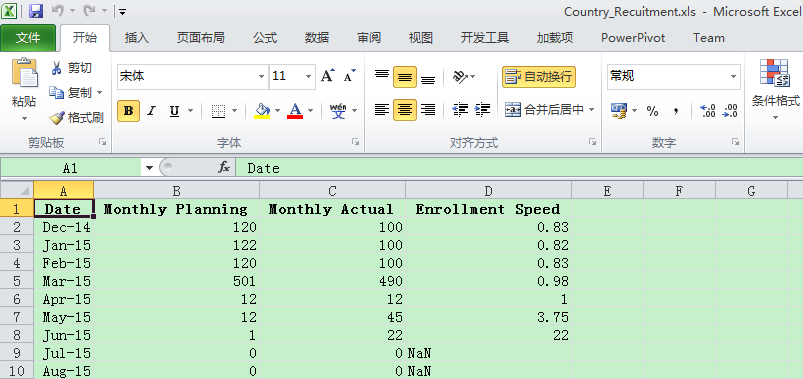 Country_Recuitment.xls - Microsoft Excel
文件 开始 插入 页面布局 公式 数据 审阅 视图 开发工具 加载项 PowerPivot Team
粘贴 剪切 复制 格式刷 宋体 11 A A 自动换行 常规 条件格式
B I U A wén 文 合并后居中 % ,
剪贴板 字体 对齐方式 数字
A1 fx Date
A B C D E F G
1 Date Monthly Planning Monthly Actual Enrollment Speed
2 Dec-14 120 100 0.83
3 Jan-15 122 100 0.82
4 Feb-15 120 100 0.83
5 Mar-15 501 490 0.98
6 Apr-15 12 12 1
7 May-15 12 45 3.75
8 Jun-15 1 22 22
9 Jul-15 0 0 NaN
10 Aug-15 0 0 NaN